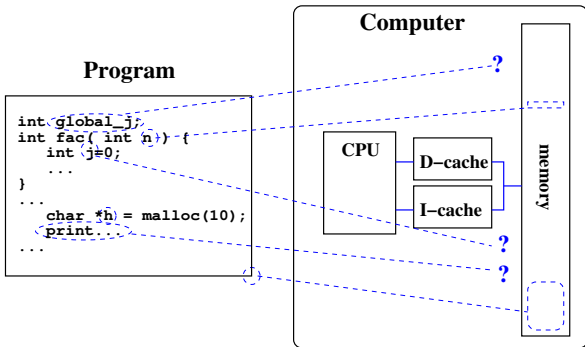 Computer
Program
?
int global_j;
int fac( int n ) {
int j=0;
...
}
...
char *h = malloc(10);
print...
...
CPU
D-cache
I-cache
memory
?
?